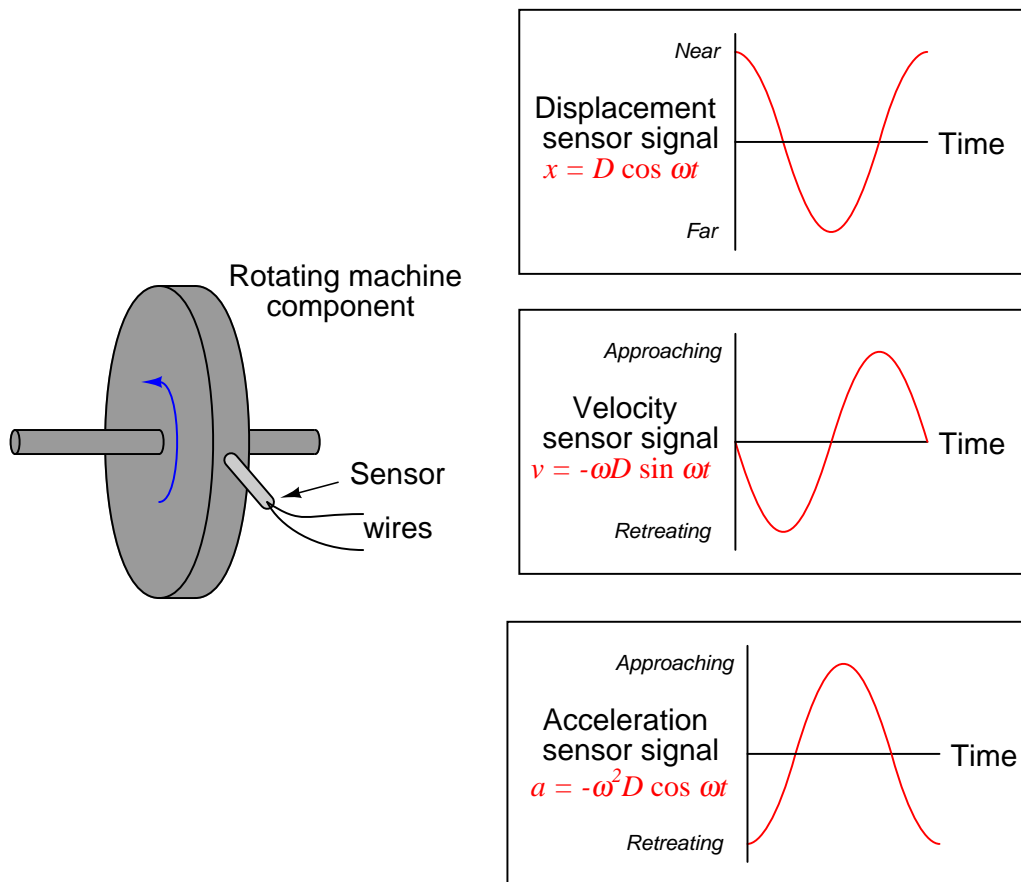 Near
Displacement
sensor signal
x = D cos ωt
Time
Far
Rotating machine
component
Sensor
wires
Approaching
Velocity
sensor signal
v = -ωD sin ωt
Time
Retreating
Approaching
Acceleration
sensor signal
a = -ω²D cos ωt
Time
Retreating